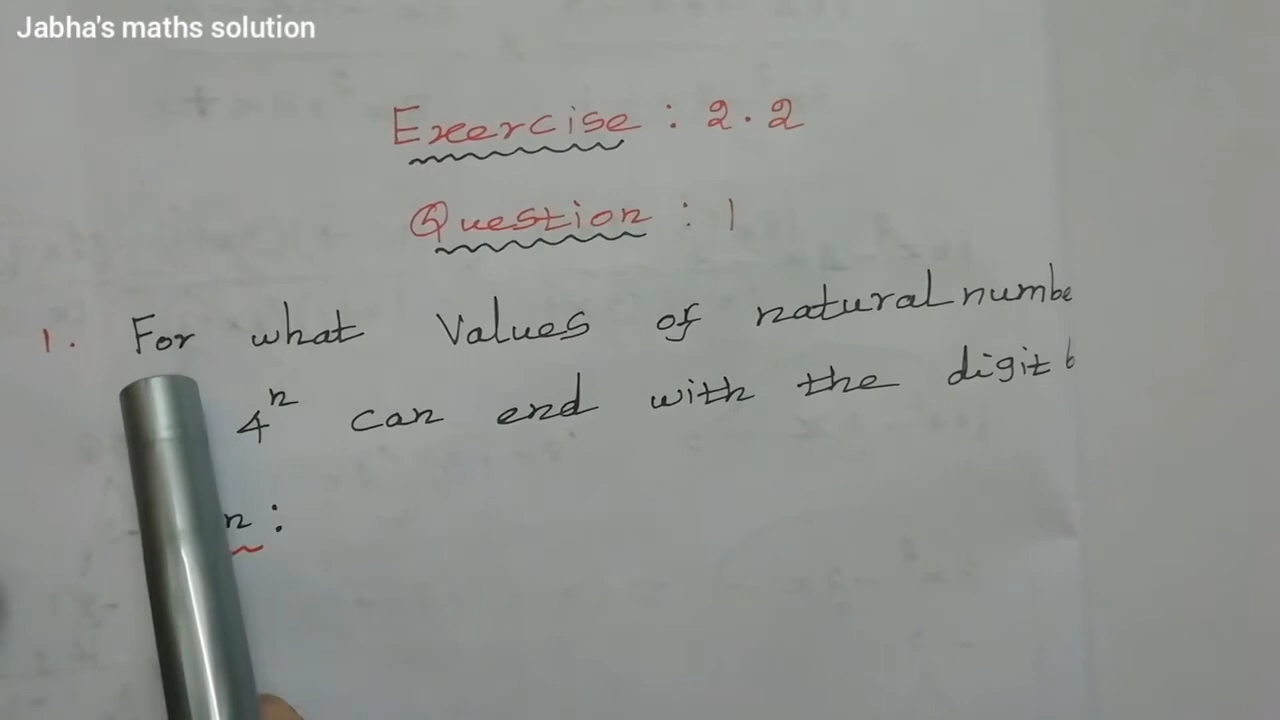 Jabha's maths solution
Exercise : 2.2
Question : 1
1. For what values of natural numbe
4ⁿ can end with the digit 6
n :